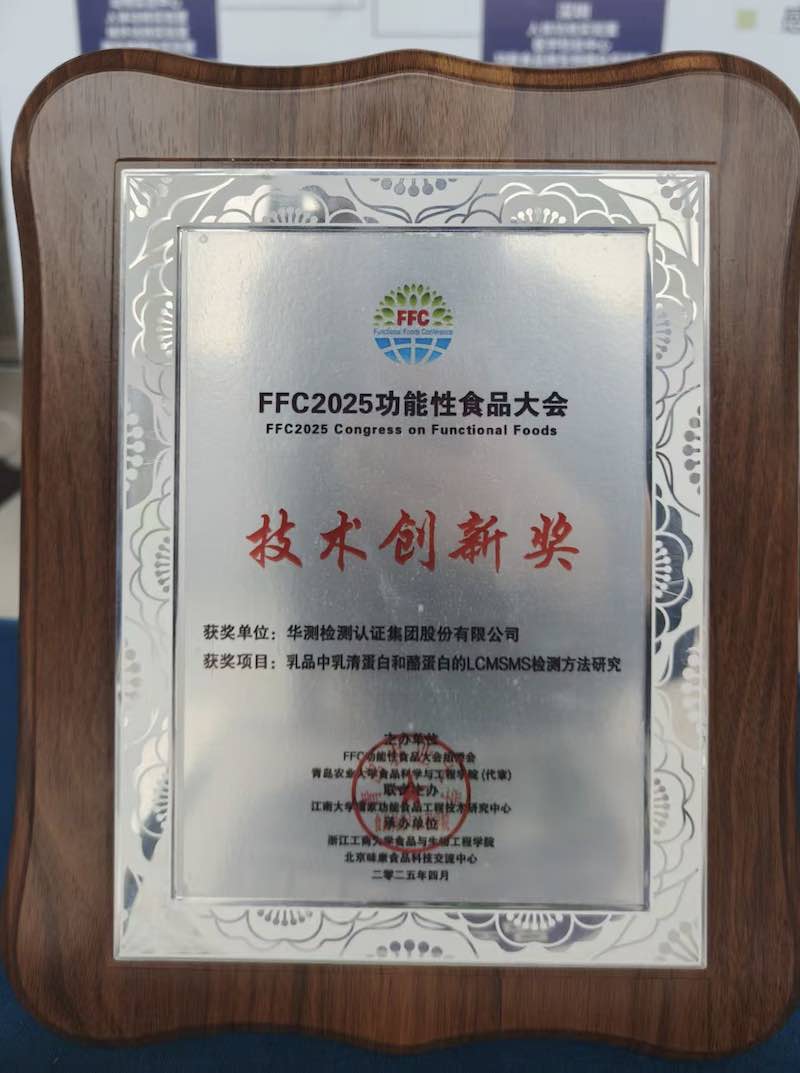 感
FFC
Functional Foods Conference
FFC2025功能性食品大会
FFC2025 Congress on Functional Foods
技术创新奖
获奖单位：华测检测认证集团股份有限公司
获奖项目：乳品中乳清蛋白和酪蛋白的LCMSMS检测方法研究
主办单位
FFC功能性食品大会组委会
青岛农业大学食品科学与工程学院(代章)
联合主办
江南大学国家功能食品工程技术研究中心
承办单位
浙江工商大学食品与生物工程学院
北京味康食品科技交流中心
二零二五年四月